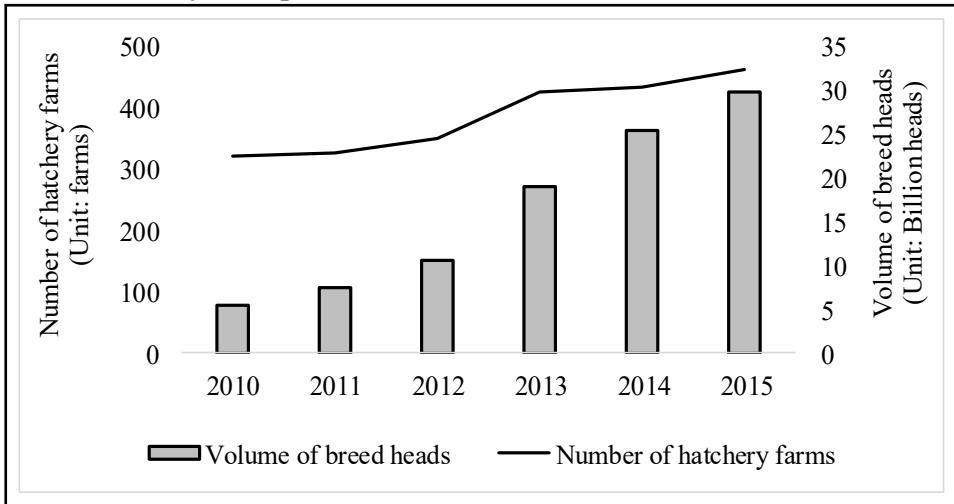 Number of hatchery farms
(Unit: farms)
500
400
300
200
100
0
35
30
25
20
15
10
5
0
Volume of breed heads
(Unit: Billion heads)
2010 2011 2012 2013 2014 2015
Volume of breed heads Number of hatchery farms